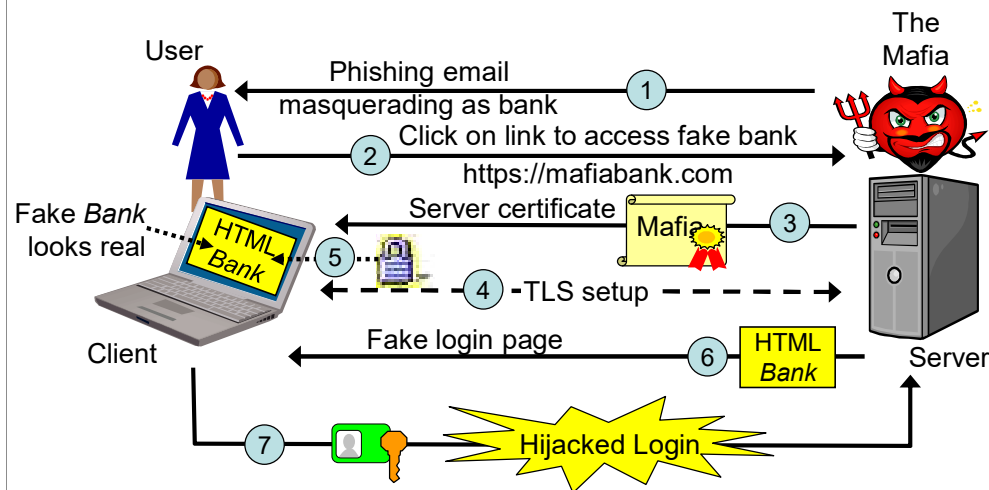 User
The
Mafia
Phishing email
1
masquerading as bank
2
Click on link to access fake bank
https://mafiabank.com
Server certificate
Mafia
3
Fake Bank
looks real
HTML
Bank
5
4
TLS setup
Client
Fake login page
6
HTML
Bank
Server
7
Hijacked Login